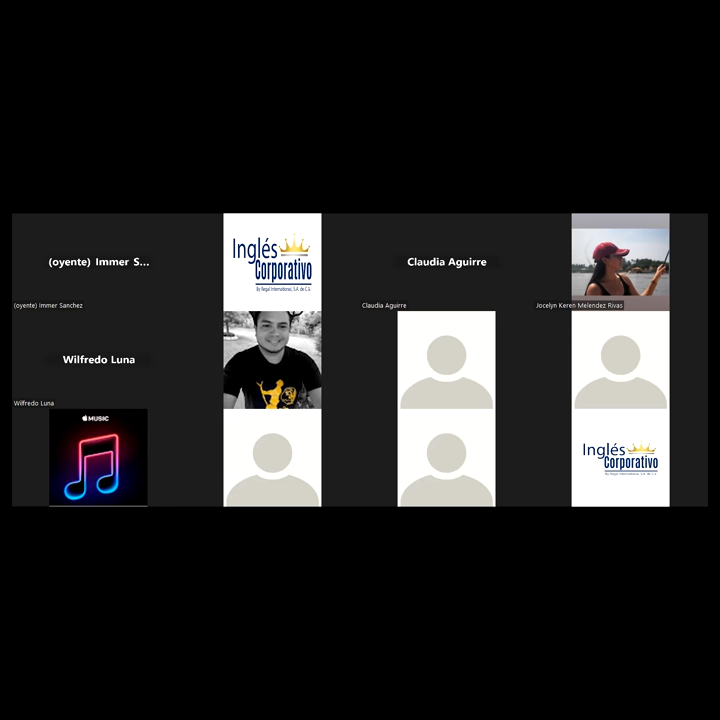 (oyente) Immer S...
(oyente) Immer Sanchez
Inglés
Corporativo
By Regal International, S.A. de C.V.
Claudia Aguirre
Claudia Aguirre
Jocelyn Keren Melendez Rivas
Wilfredo Luna
Wilfredo Luna
MUSIC
Inglés
Corporativo